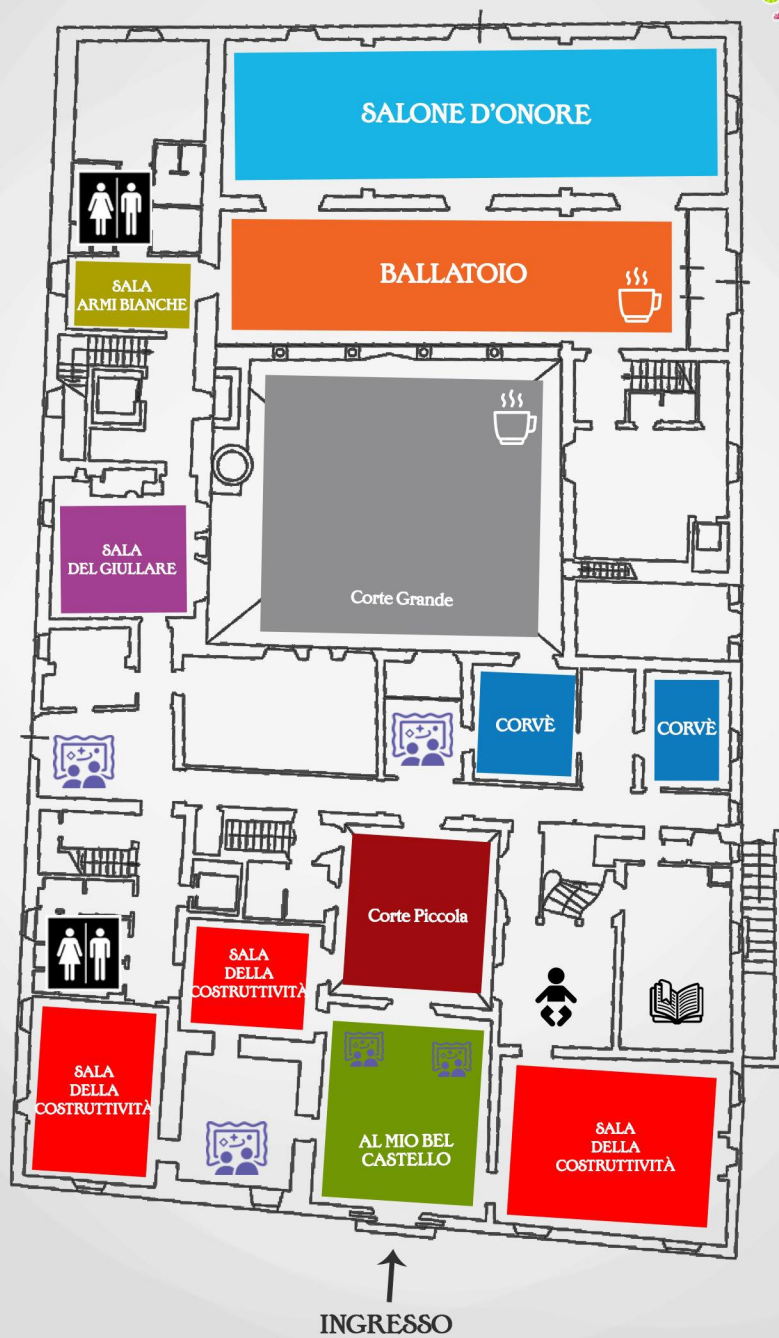 SALONE D'ONORE
BALLATOIO
SALA
ARMI BIANCHE
SALA
DEL GIULLARE
Corte Grande
CORVÈ
CORVÈ
Corte Piccola
SALA
DELLA
COSTRUTTIVITÀ
SALA
DELLA
COSTRUTTIVITÀ
AL MIO BEL
CASTELLO
SALA
DELLA
COSTRUTTIVITÀ
INGRESSO